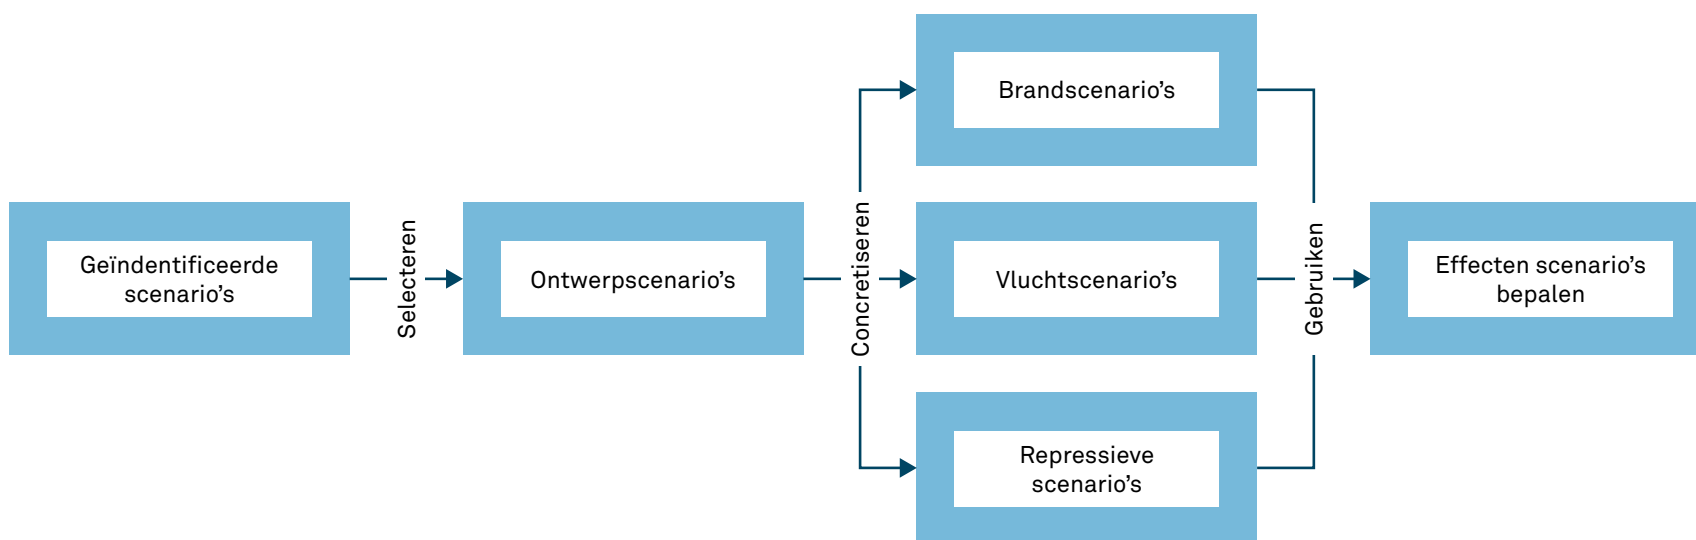 Geïndentificeerde
scenario's
Selecteren
Ontwerpscenario's
Concretiseren
Brandscenario's
Vluchtscenario's
Repressieve
scenario's
Gebruiken
Effecten scenario's
bepalen